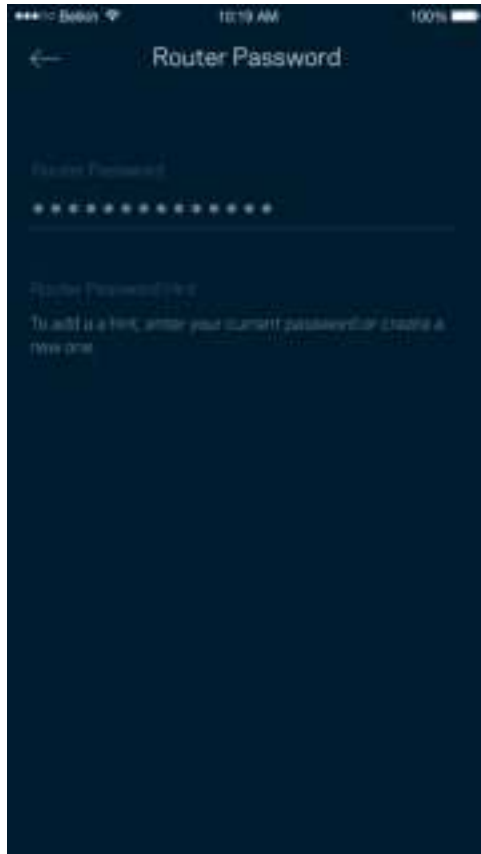 Belkin 10:19 AM 100%
Router Password
Router Password
••••••••••••••
Router Password Hint
To add a a hint, enter your current password or create a
new one